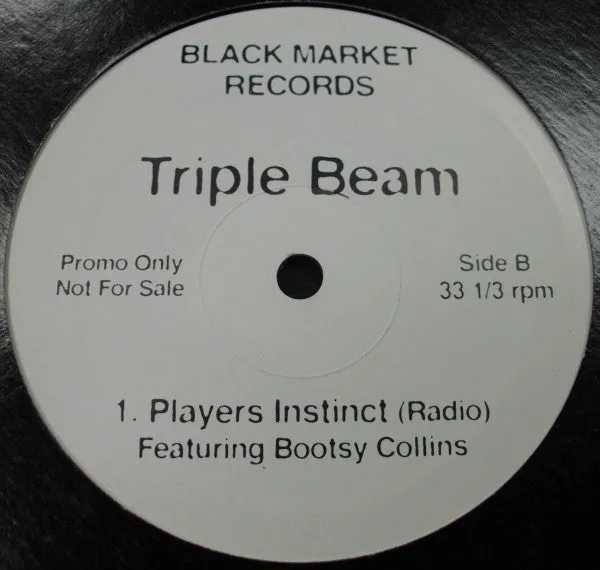 BLACK MARKET
RECORDS
Triple Beam
Promo Only
Not For Sale
Side B
33 1/3 rpm
1. Players Instinct (Radio)
Featuring Bootsy Collins